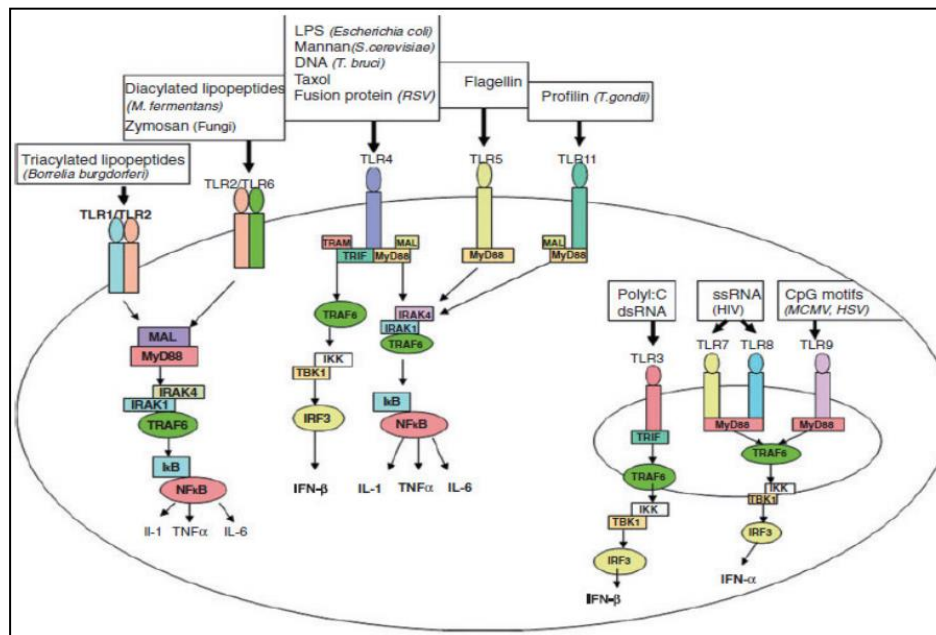 LPS (Escherichia coli)
Mannan(S.cerevisiae)
DNA (T. bruci)
Taxol
Fusion protein (RSV)
Diacylated lipopeptides
(M. fermentans)
Zymosan (Fungi)
Flagellin
Profilin (T.gondii)
Triacylated lipopeptides
(Borrelia burgdorferi)
TLR1/TLR2
TLR2/TLR6
TLR4
TLR5
TLR11
MAL
MyD88
IRAK4
IRAK1
TRAF6
IκB
NFκB
Il-1 TNFα IL-6
TRAM
MAL
TRIF
MyD88
TRAF6
IKK
TBK1
IRF3
IFN-β
IRAK4
IRAK1
TRAF6
IκB
NFκB
IL-1 TNFα IL-6
MyD88
MAL
MyD88
PolyI:C
dsRNA
TLR3
TRIF
TRAF6
IKK
TBK1
IRF3
IFN-β
ssRNA
(HIV)
TLR7 TLR8
MyD88
CpG motifs
(MCMV, HSV)
TLR9
MyD88
TRAF6
IKK
TBK1
IRF3
IFN-α